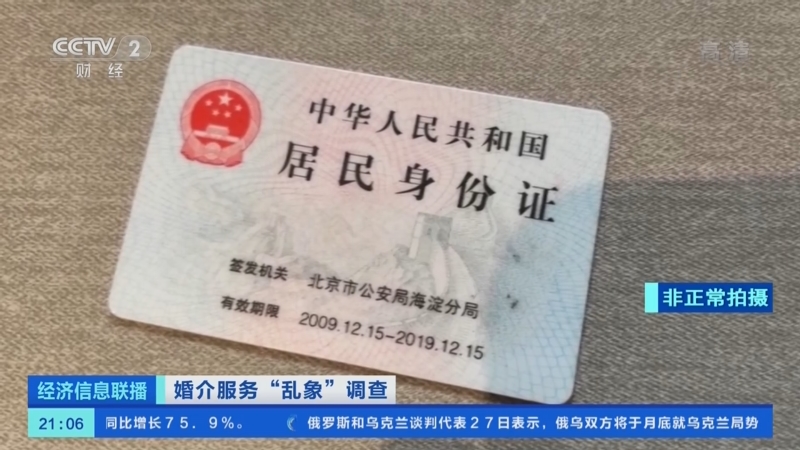 CCTV 2
财经
高清
中华人民共和国
居民身份证
签发机关 北京市公安局海淀分局
有效期限 2009.12.15-2019.12.15
非正常拍摄
经济信息联播 婚介服务“乱象”调查
21:06 同比增长75.9%。 俄罗斯和乌克兰谈判代表27日表示，俄乌双方将于月底就乌克兰局势